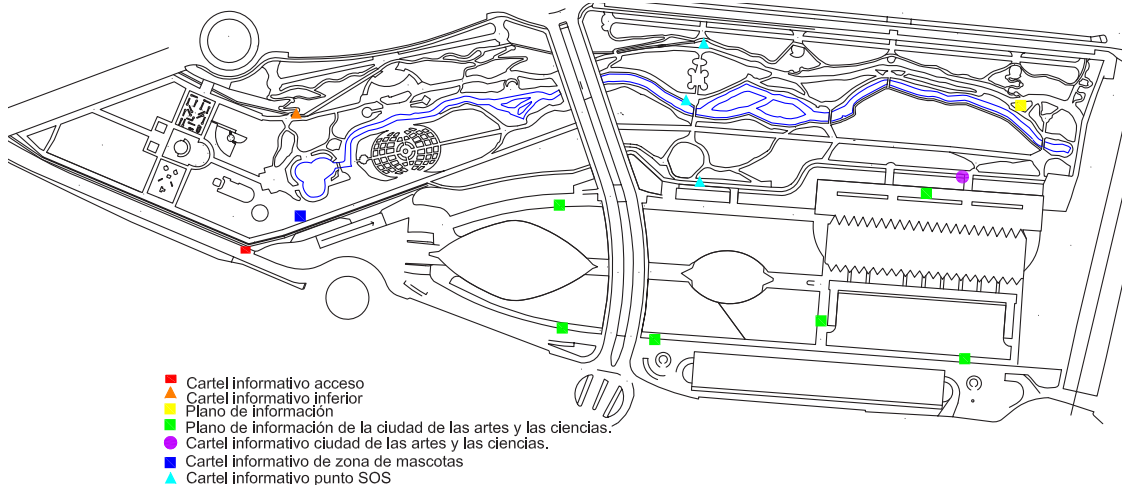 Cartel informativo acceso
Cartel informativo inferior
Plano de información
Plano de información de la ciudad de las artes y las ciencias.
Cartel informativo ciudad de las artes y las ciencias.
Cartel informativo de zona de mascotas
Cartel informativo punto SOS